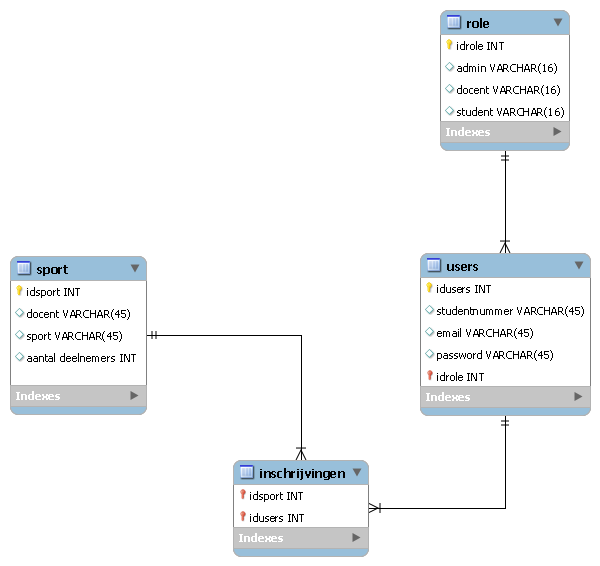 role
idrole INT
admin VARCHAR(16)
docent VARCHAR(16)
student VARCHAR(16)
Indexes
sport
idsport INT
docent VARCHAR(45)
sport VARCHAR(45)
aantal deelnemers INT
Indexes
users
idusers INT
studentnummer VARCHAR(45)
email VARCHAR(45)
password VARCHAR(45)
idrole INT
Indexes
inschrijvingen
idsport INT
idusers INT
Indexes